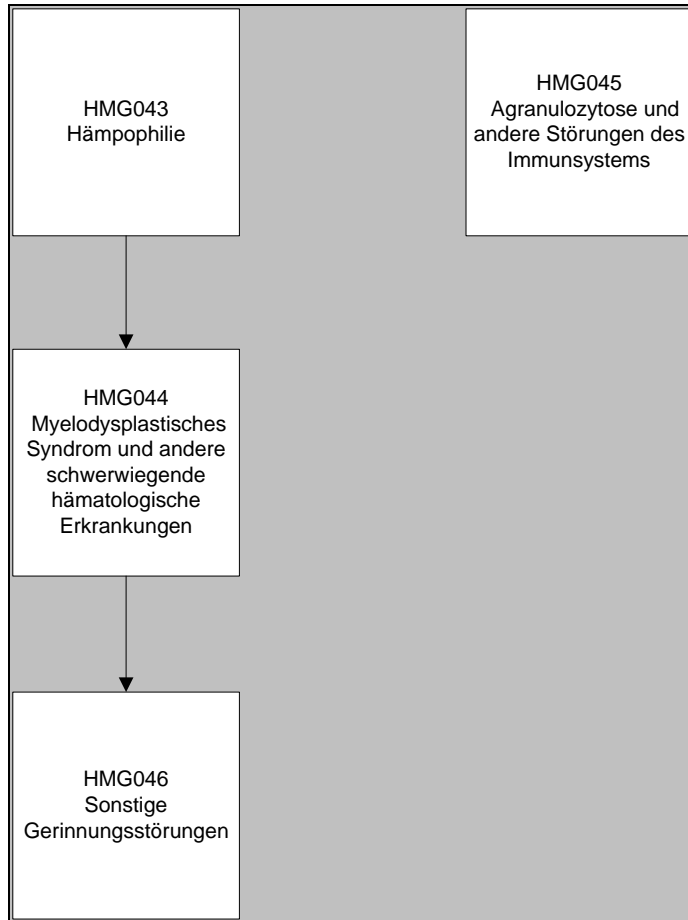 HMG043
Hämpophilie
HMG045
Agranulozytose und
andere Störungen des
Immunsystems
HMG044
Myelodysplastisches
Syndrom und andere
schwerwiegende
hämatologische
Erkrankungen
HMG046
Sonstige
Gerinnungsstörungen